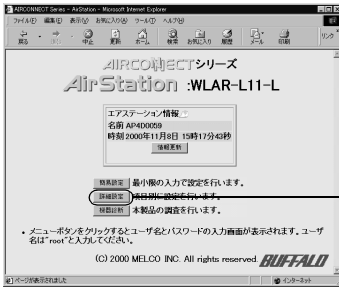 AIRCONNECT Series - AirStation - Microsoft Internet Explorer
ファイル(F) 編集(E) 表示(V) お気に入り(A) ツール(T) ヘルプ(H)
戻る 進む 中止 更新 ホーム 検索 お気に入り 履歴 メール 印刷 リンク
AIRCONNECTシリーズ
AirStation :WLAR-L11-L
エアステーション情報
名前 AP4D0059
時刻 2000年11月8日 15時17分43秒
情報更新
簡易設定 最小限の入力で設定を行います。
詳細設定 項目別に設定を行います。
機器診断 本製品の調査を行います。
・ メニューボタンをクリックするとユーザ名とパスワードの入力画面が表示されます。ユーザ
名は"root"と入力してください。
(C) 2000 MELCO INC. All rights reserved. BUFFALO
ページが表示されました インターネット